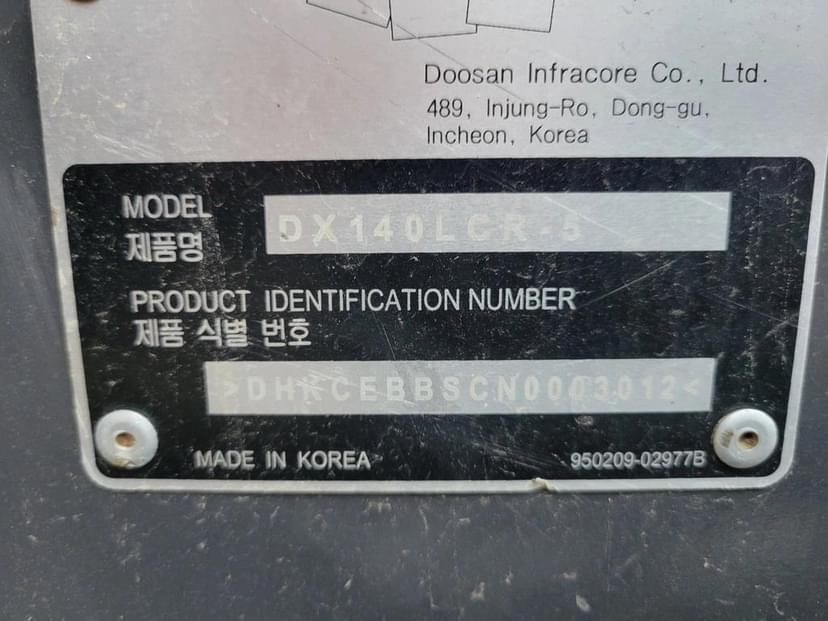 Doosan Infracore Co., Ltd.
489, Injung-Ro, Dong-gu,
Incheon, Korea
MODEL
제품명
DX140LCR-5
PRODUCT IDENTIFICATION NUMBER
제품 식별 번호
>DHKCEBBSCN0003012<
MADE IN KOREA
950209-02977B